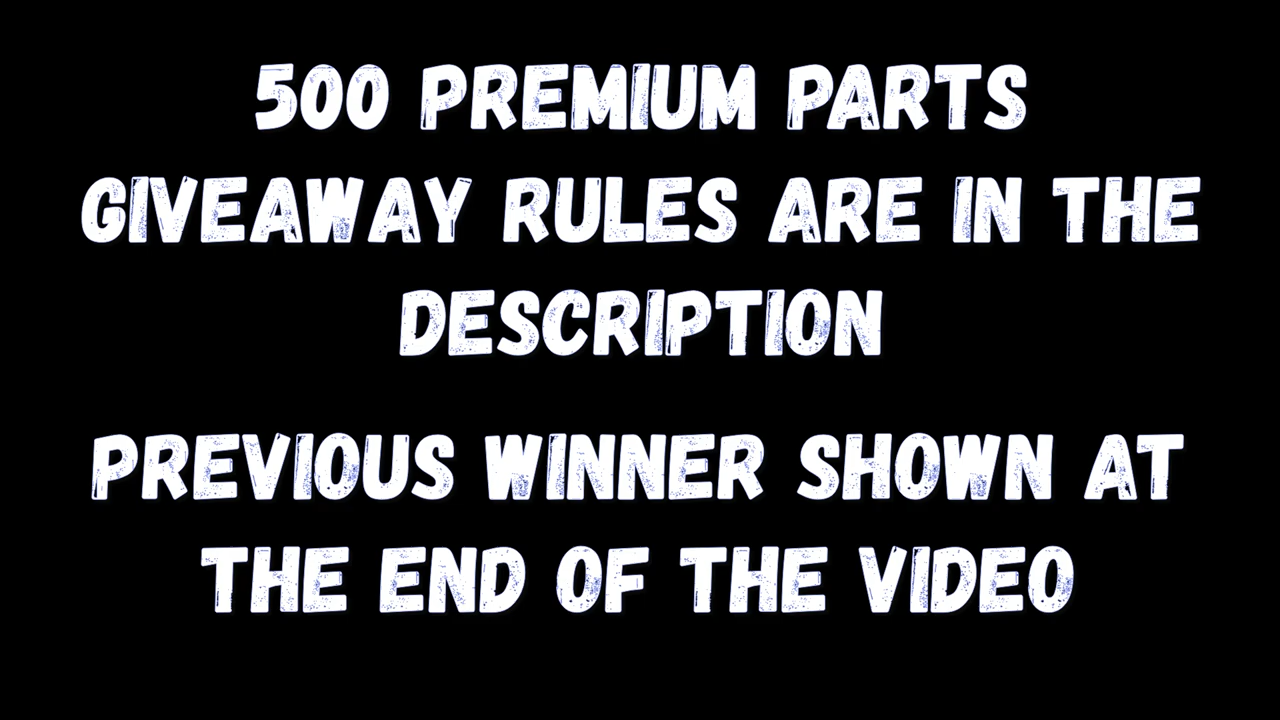 500 PREMIUM PARTS
GIVEAWAY RULES ARE IN THE
DESCRIPTION
PREVIOUS WINNER SHOWN AT
THE END OF THE VIDEO